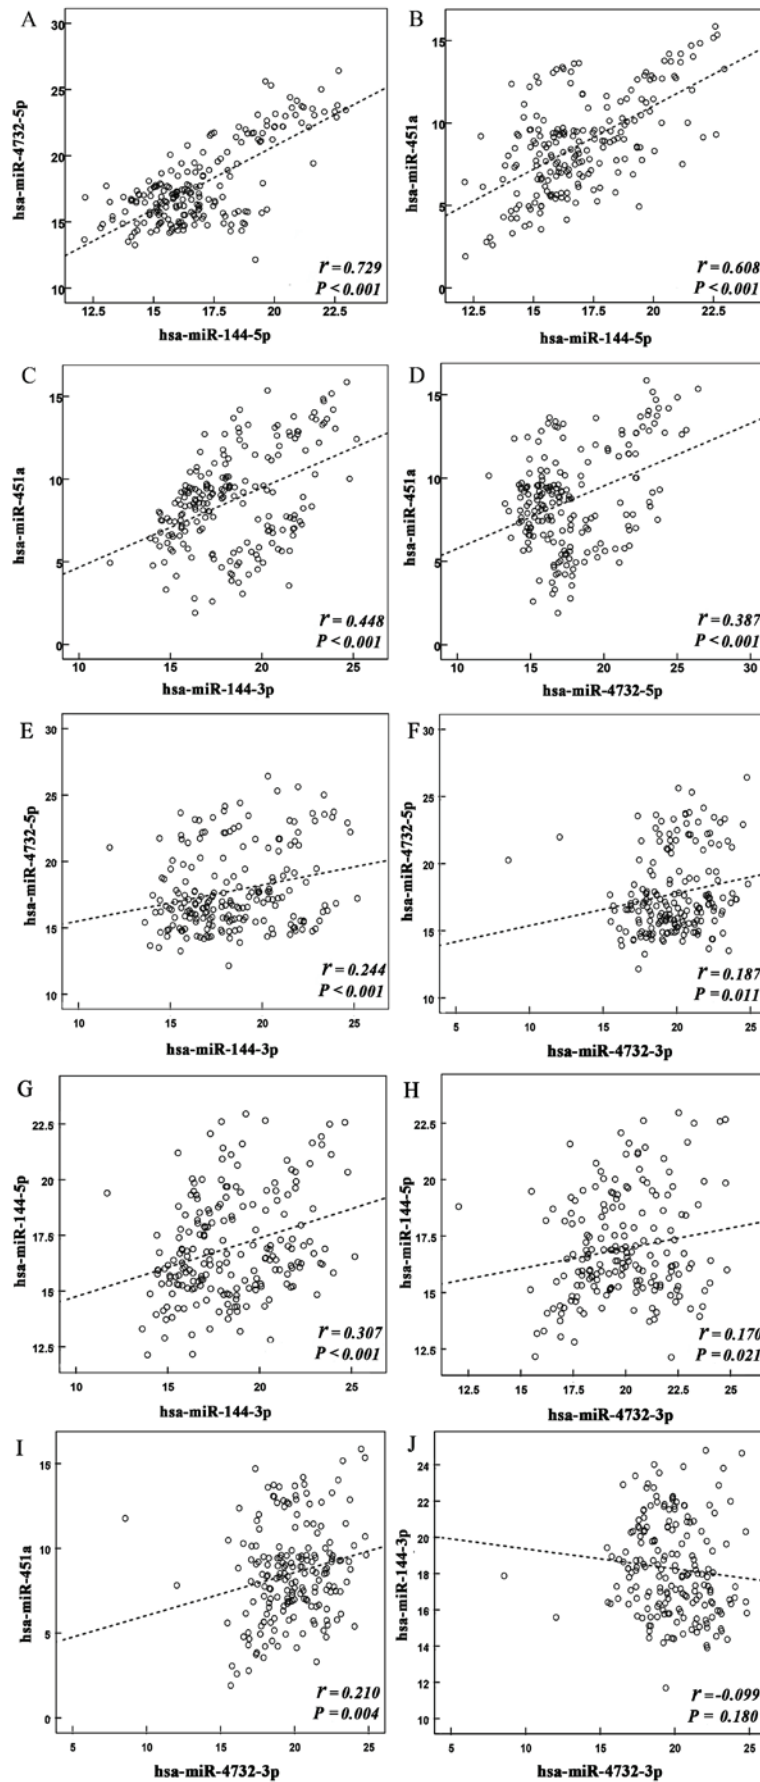 A
30
25
20
15
10
hsa-miR-4732-5p
r = 0.729
P < 0.001
12.5 15.0 17.5 20.0 22.5
hsa-miR-144-5p
B
15
10
5
0
hsa-miR-451a
r = 0.608
P < 0.001
12.5 15.0 17.5 20.0 22.5
hsa-miR-144-5p
C
15
10
5
0
hsa-miR-451a
r = 0.448
P < 0.001
10 15 20 25
hsa-miR-144-3p
D
15
10
5
0
hsa-miR-451a
r = 0.387
P < 0.001
10 15 20 25 30
hsa-miR-4732-5p
E
30
25
20
15
10
hsa-miR-4732-5p
r = 0.244
P < 0.001
10 15 20 25
hsa-miR-144-3p
F
30
25
20
15
10
hsa-miR-4732-5p
r = 0.187
P = 0.011
5 10 15 20 25
hsa-miR-4732-3p
G
22.5
20
17.5
15
12.5
hsa-miR-144-5p
r = 0.307
P < 0.001
10 15 20 25
hsa-miR-144-3p
H
22.5
20
17.5
15
12.5
hsa-miR-144-5p
r = 0.170
P = 0.021
12.5 15 17.5 20 22.5 25
hsa-miR-4732-3p
I
15
10
5
0
hsa-miR-451a
r = 0.210
P = 0.004
5 10 15 20 25
hsa-miR-4732-3p
J
24
22
20
18
16
14
12
10
hsa-miR-144-3p
r =-0.099
P = 0.180
5 10 15 20 25
hsa-miR-4732-3p